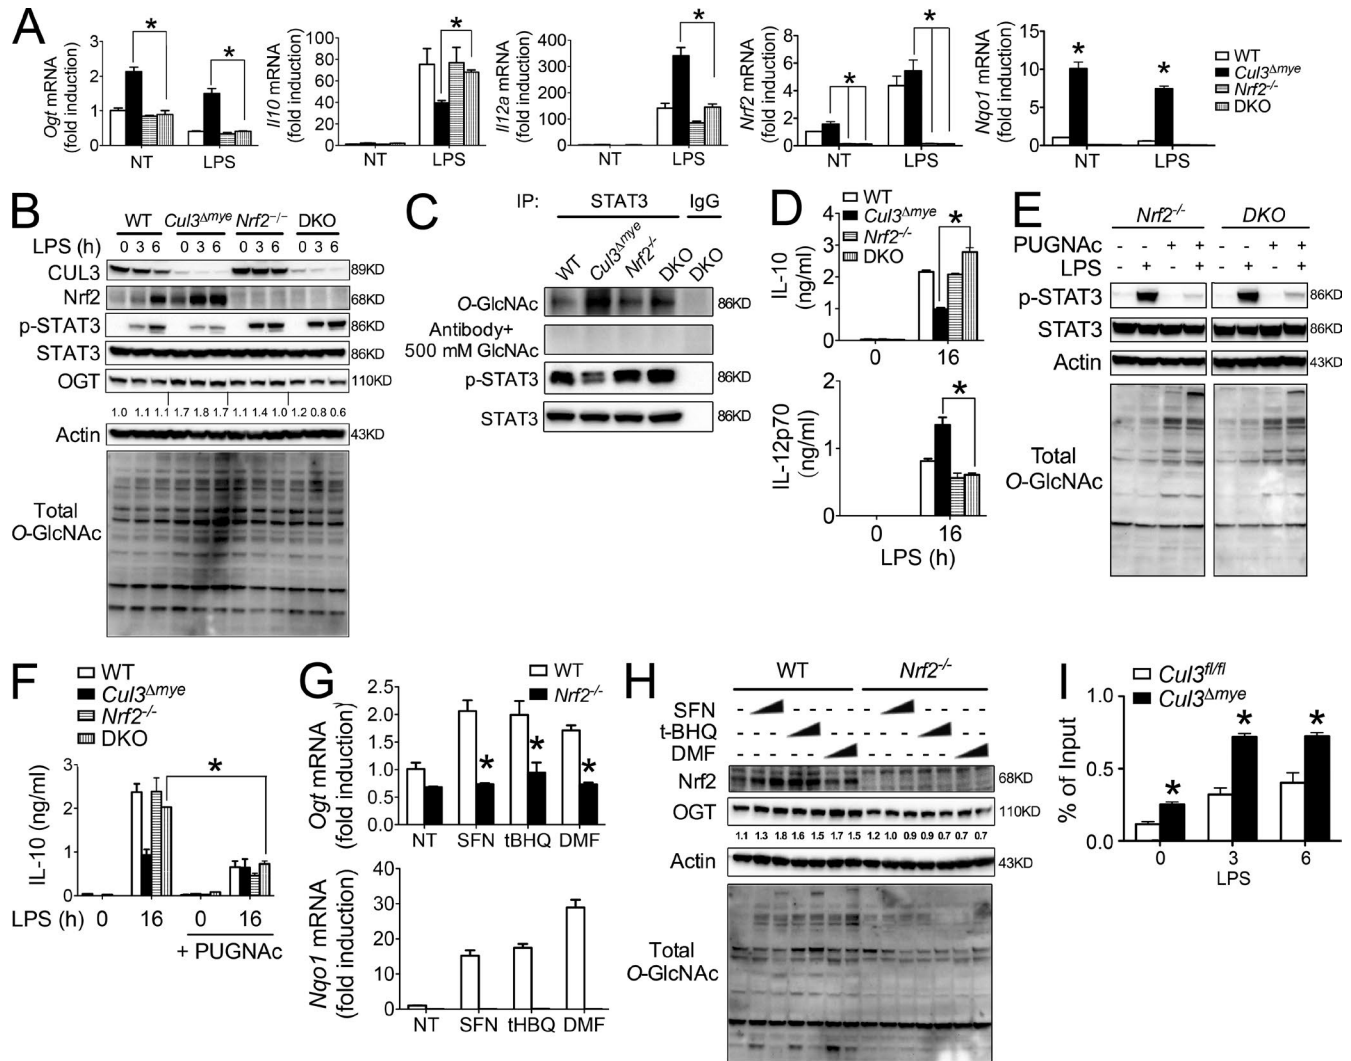 A
Ogt mRNA
(fold induction)
3
2
1
0
NT
LPS
*
*
Il10 mRNA
(fold induction)
100
80
60
40
20
0
NT
LPS
*
Il12a mRNA
(fold induction)
400
300
200
100
0
NT
LPS
*
Nrf2 mRNA
(fold induction)
8
6
4
2
0
NT
LPS
*
*
Nqo1 mRNA
(fold induction)
15
10
5
0
NT
LPS
*
*
WT
Cul3Δmye
Nrf2-/-
DKO
B
WT Cul3Δmye Nrf2−/− DKO
LPS (h) 0 3 6 0 3 6 0 3 6 0 3 6
CUL3 89KD
Nrf2 68KD
p-STAT3 86KD
STAT3 86KD
OGT 110KD
1.0 1.1 1.1 1.7 1.8 1.7 1.1 1.4 1.0 1.2 0.8 0.6
Actin 43KD
Total
O-GlcNAc
C
IP: STAT3 IgG
WT Cul3Δmye Nrf2-/- DKO DKO
O-GlcNAc 86KD
Antibody+
500 mM GlcNAc
p-STAT3 86KD
STAT3 86KD
D
WT
Cul3Δmye
Nrf2-/-
DKO
IL-10
(ng/ml)
4
3
2
1
0
0 16
*
IL-12p70
(ng/ml)
2
1
0
0 16
*
LPS (h)
E
Nrf2-/- DKO
PUGNAc - - + + - - + +
LPS - + - + - + - +
p-STAT3 86KD
STAT3 86KD
Actin 43KD
Total
O-GlcNAc
F
WT
Cul3Δmye
Nrf2-/-
DKO
IL-10 (ng/ml)
3
2
1
0
*
LPS (h) 0 16 0 16
+ PUGNAc
G
WT
Nrf2-/-
Ogt mRNA
(fold induction)
2.5
2.0
1.5
1.0
0.5
0.0
* * *
NT SFN tBHQ DMF
Nqo1 mRNA
(fold induction)
40
30
20
10
0
NT SFN tHBQ DMF
H
WT Nrf2-/-
SFN - - - - - - - - - -
t-BHQ - - - - - - - - - -
DMF - - - - - - - - - -
Nrf2 68KD
OGT 110KD
1.1 1.3 1.8 1.6 1.5 1.7 1.5 1.2 1.0 0.9 0.9 0.7 0.7 0.7
Actin 43KD
Total
O-GlcNAc
I
Cul3fl/fl
Cul3Δmye
% of Input
1.0
0.5
0.0
* * *
0 3 6
LPS